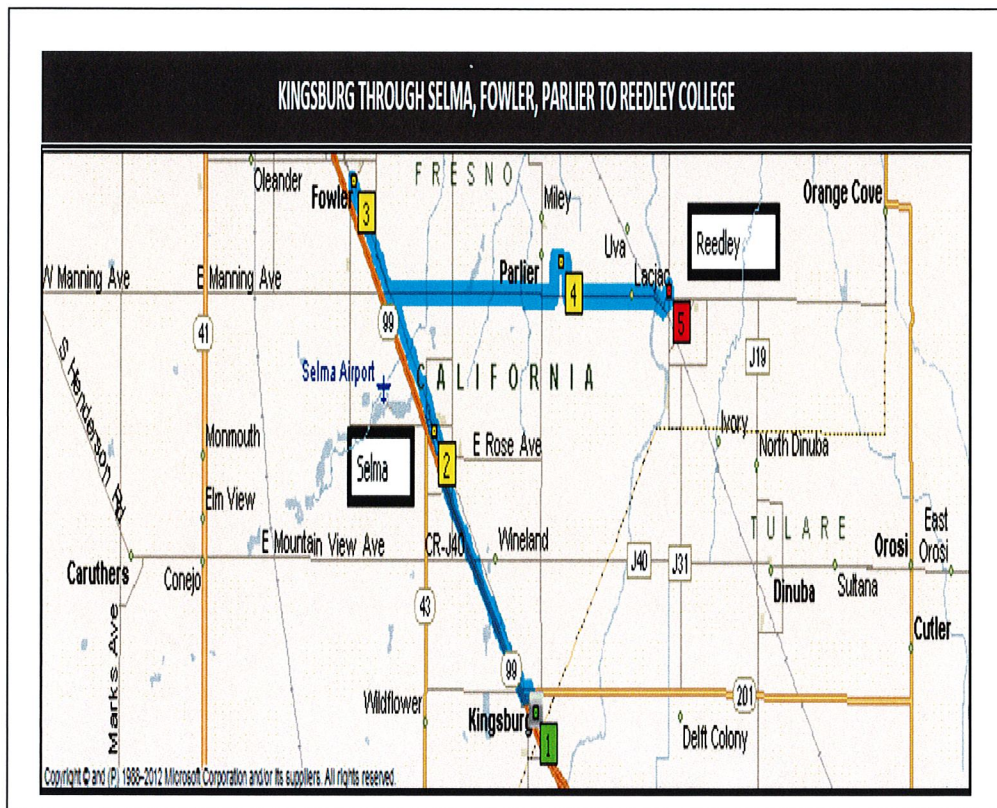 KINGSBURG THROUGH SELMA, FOWLER, PARLIER TO REEDLEY COLLEGE
FRESNO
Oleander
Fowler
3
Miley
Orange Cove
Uva
Reedley
W Manning Ave
E Manning Ave
Parlier
Lacjac
4
5
41
99
J19
Selma Airport
CALIFORNIA
S Henderson Rd
Monmouth
E Rose Ave
Ivory
North Dinuba
Selma
2
Elm View
TULARE
East
Orosi
Orosi
E Mountain View Ave
CR-J40
Wineland
J40
J31
Caruthers
Conejo
Dinuba
Sultana
43
Cutler
Marks Ave
99
Wildflower
201
Kingsburg
1
Delft Colony
Copyright © and (P) 1988–2012 Microsoft Corporation and/or its suppliers. All rights reserved.